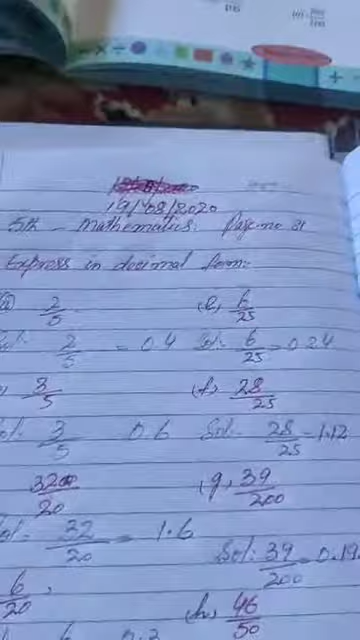 19/08/2020
5th - Mathematics. Page no 31
Express in decimal form:-
2/5 (e), 6/25
Sol:- 2/5 = 0.4 Sol:- 6/25 = 0.24
3/5 (f), 28/25
Sol:- 3/5 0.6 Sol:- 28/25 = 1.12
/20 (g), 39/200
Sol- 32/20 = 1.6
Sol:- 39/200 = 0.19
6/20, (h), 46/50
6 0.3